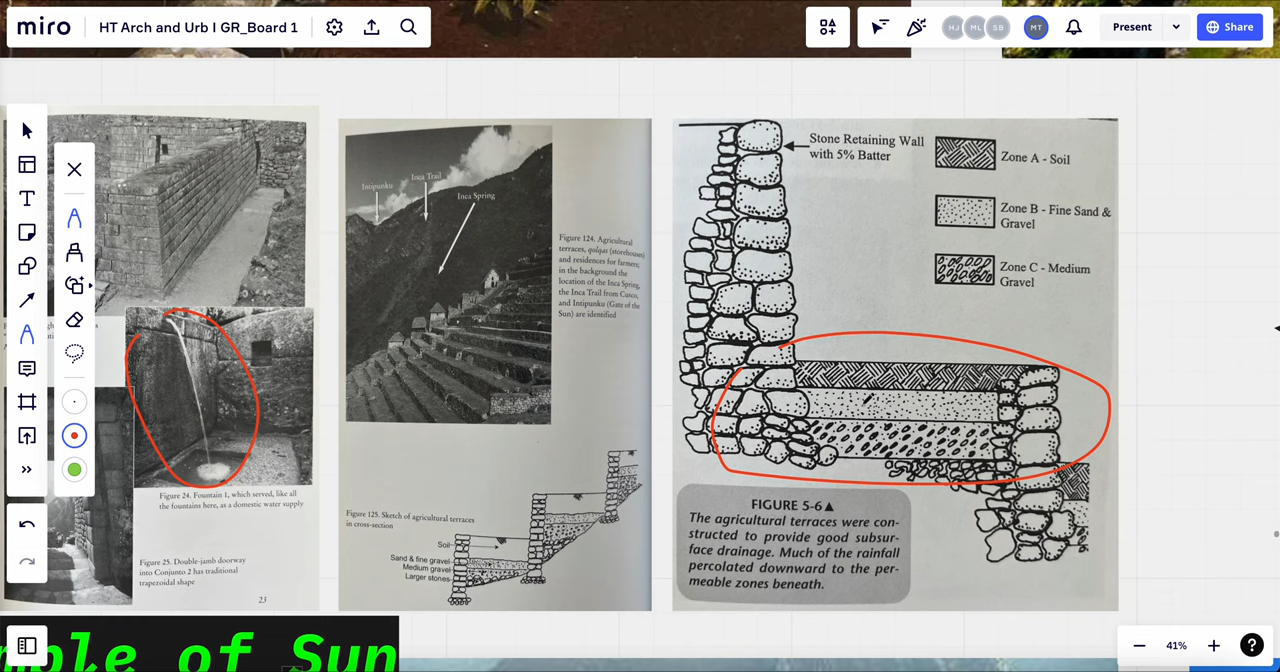 miro
HT Arch and Urb I GR_Board 1
HJ
ML
SB
MT
Present
Share
Figure 24. Fountain 1, which served, like all
the fountains here, as a domestic water supply
Figure 25. Double-jamb doorway
into Conjunto 2 has traditional
trapezoidal shape
23
Intipunku
Inca Trail
Inca Spring
Figure 124. Agricultural
terraces, qolqas (storehouses)
and residences for farmers;
in the background the
location of the Inca Spring,
the Inca Trail from Cusco,
and Intipunku (Gate of the
Sun) are identified
Figure 125. Sketch of agricultural terraces
in cross-section
Soil
Sand & fine gravel
Medium gravel
Larger stones
Stone Retaining Wall
with 5% Batter
Zone A - Soil
Zone B - Fine Sand &
Gravel
Zone C - Medium
Gravel
FIGURE 5-6▲
The agricultural terraces were con-
structed to provide good subsur-
face drainage. Much of the rainfall
percolated downward to the per-
meable zones beneath.
of Sun
41%